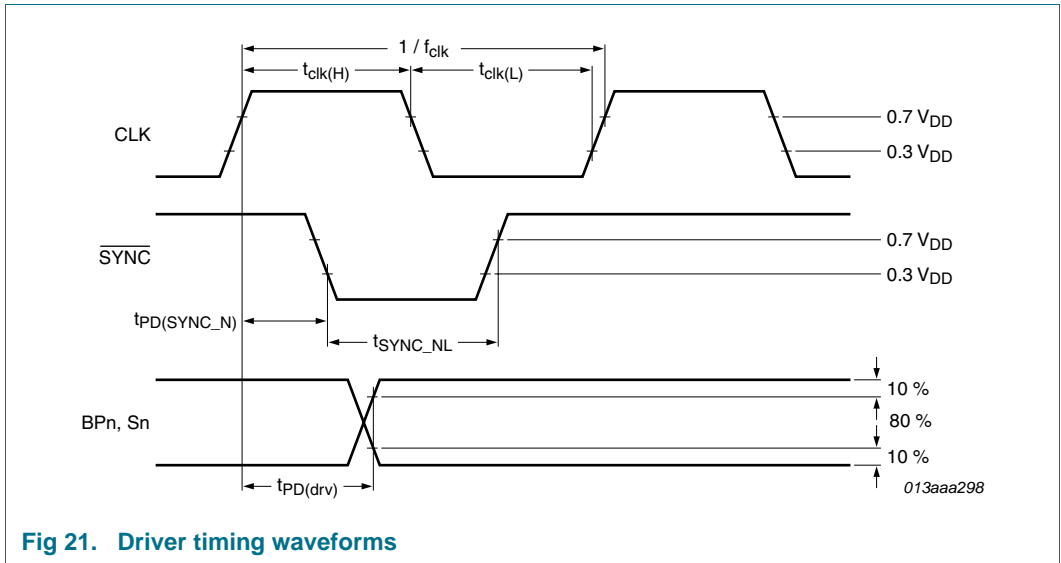 1 / fclk
tclk(H)
tclk(L)
CLK
0.7 VDD
0.3 VDD
SYNC
0.7 VDD
0.3 VDD
tPD(SYNC_N)
tSYNC_NL
BPn, Sn
10 %
80 %
10 %
tPD(drv)
013aaa298
Fig 21. Driver timing waveforms